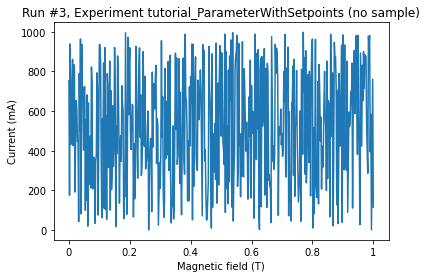 Run #3, Experiment tutorial_ParameterWithSetpoints (no sample)
1000
800
600
400
200
0
Current (mA)
0 0.2 0.4 0.6 0.8 1
Magnetic field (T)